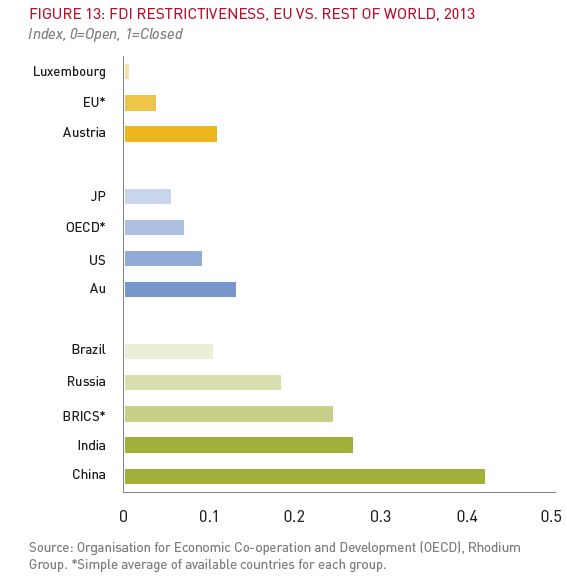 FIGURE 13: FDI RESTRICTIVENESS, EU VS. REST OF WORLD, 2013
Index, 0=Open, 1=Closed
Luxembourg
EU*
Austria
JP
OECD*
US
Au
Brazil
Russia
BRICS*
India
China
0 0.1 0.2 0.3 0.4 0.5
Source: Organisation for Economic Co-operation and Development (OECD), Rhodium
Group. *Simple average of available countries for each group.